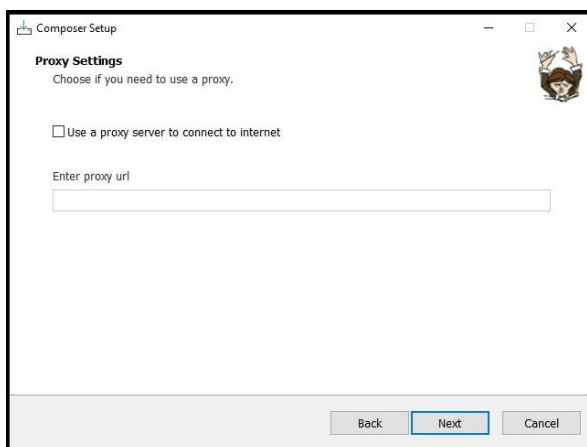 Composer Setup
Proxy Settings
Choose if you need to use a proxy.
Use a proxy server to connect to internet
Enter proxy url
Back Next Cancel